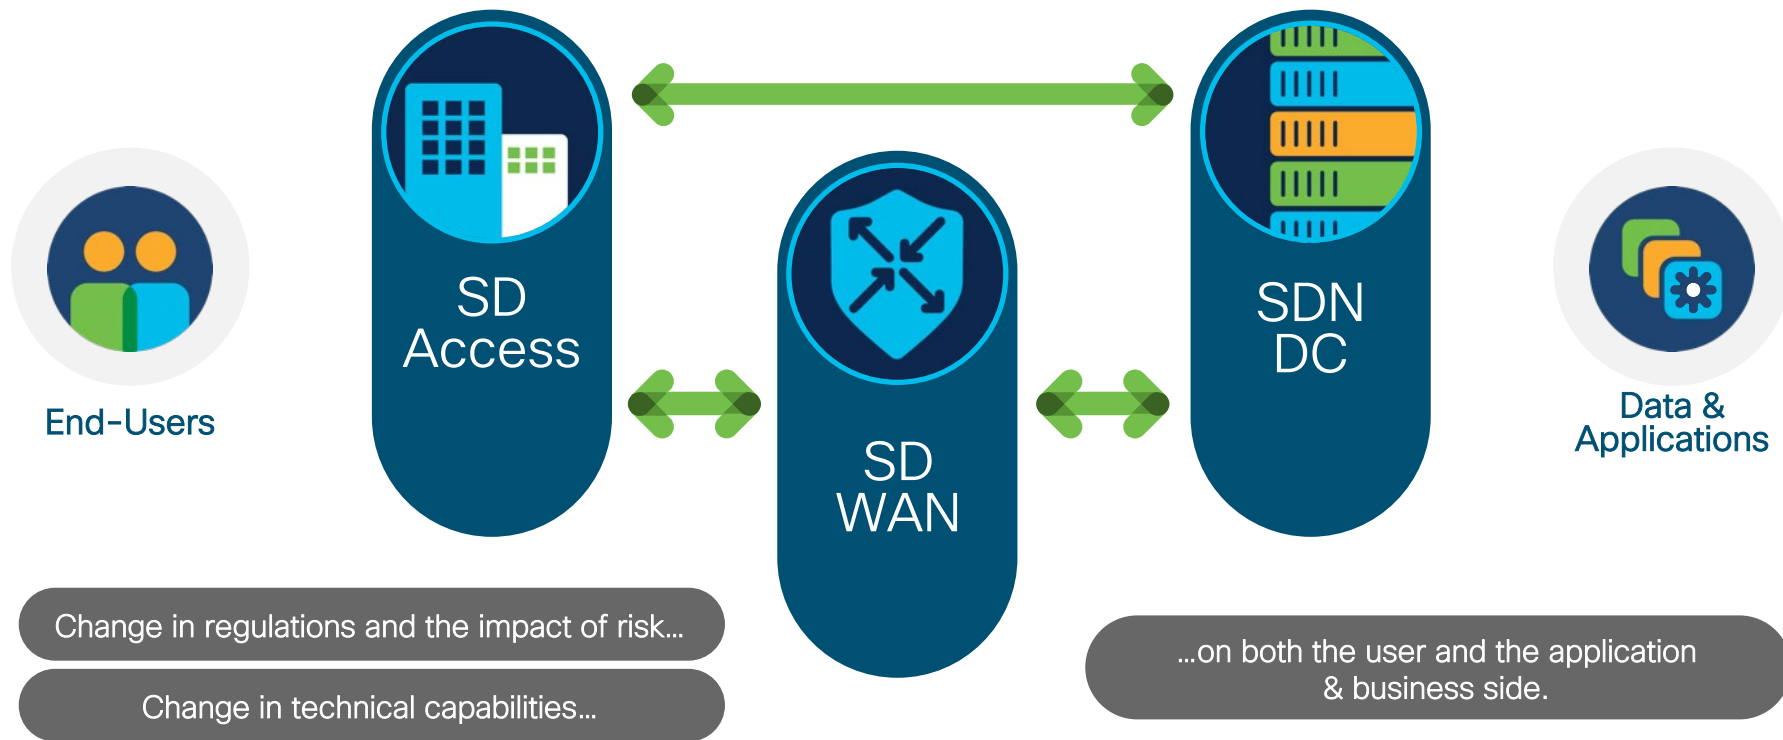 End-Users
SD
Access
SD
WAN
SDN
DC
Data &
Applications
Change in regulations and the impact of risk...
Change in technical capabilities...
...on both the user and the application
& business side.